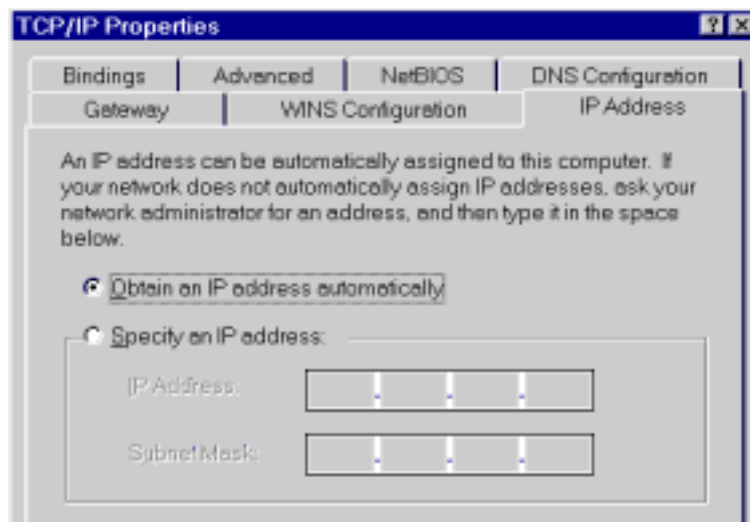 TCP/IP Properties
Bindings Advanced NetBIOS DNS Configuration
Gateway WINS Configuration IP Address
An IP address can be automatically assigned to this computer. If
your network does not automatically assign IP addresses, ask your
network administrator for an address, and then type it in the space
below.
Obtain an IP address automatically
Specify an IP address:
IP Address:
Subnet Mask: